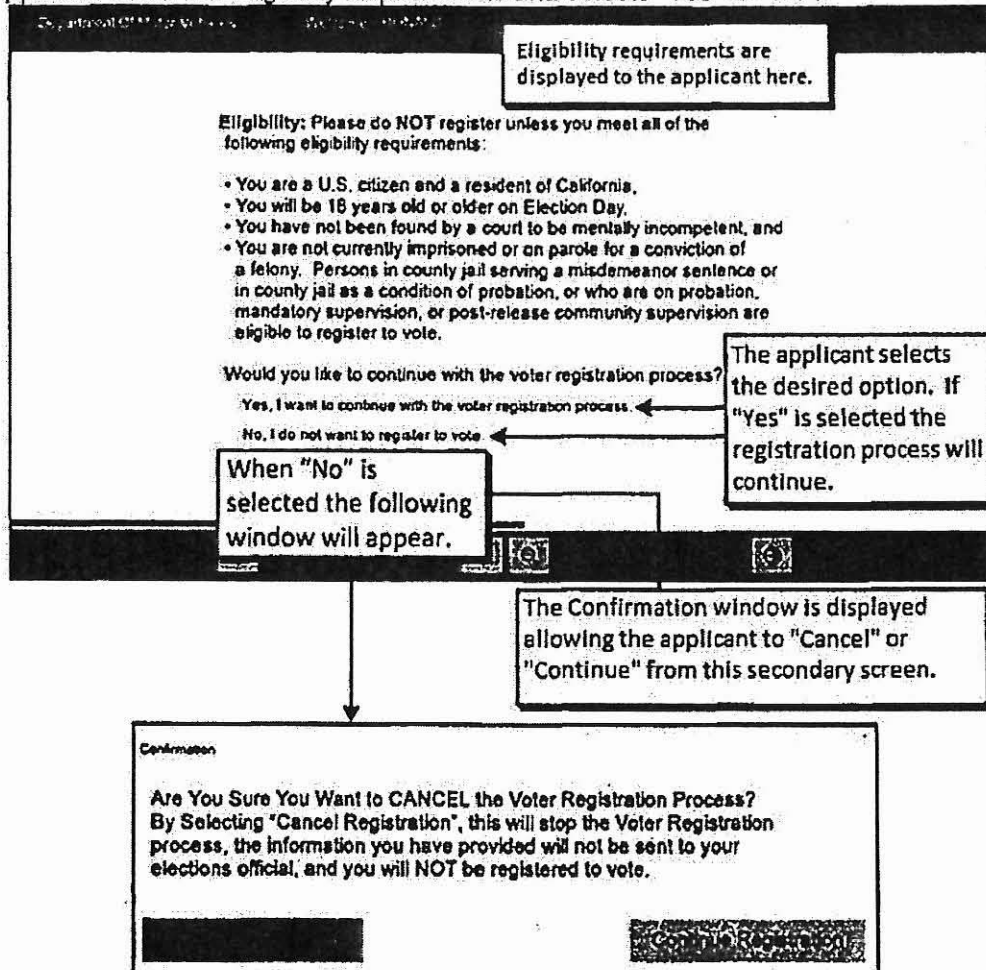 Eligibility requirements are
displayed to the applicant here.
Eligibility: Please do NOT register unless you meet all of the
following eligibility requirements:
• You are a U.S. citizen and a resident of California,
• You will be 18 years old or older on Election Day,
• You have not been found by a court to be mentally incompetent, and
• You are not currently imprisoned or on parole for a conviction of
a felony. Persons in county jail serving a misdemeanor sentence or
in county jail as a condition of probation, or who are on probation,
mandatory supervision, or post-release community supervision are
eligible to register to vote.
Would you like to continue with the voter registration process?
Yes, I want to continue with the voter registration process.
No, I do not want to register to vote.
The applicant selects
the desired option. If
"Yes" is selected the
registration process will
continue.
When "No" is
selected the following
window will appear.
The Confirmation window is displayed
allowing the applicant to "Cancel" or
"Continue" from this secondary screen.
Confirmation
Are You Sure You Want to CANCEL the Voter Registration Process?
By Selecting "Cancel Registration", this will stop the Voter Registration
process, the information you have provided will not be sent to your
elections official, and you will NOT be registered to vote.
Continue Registration